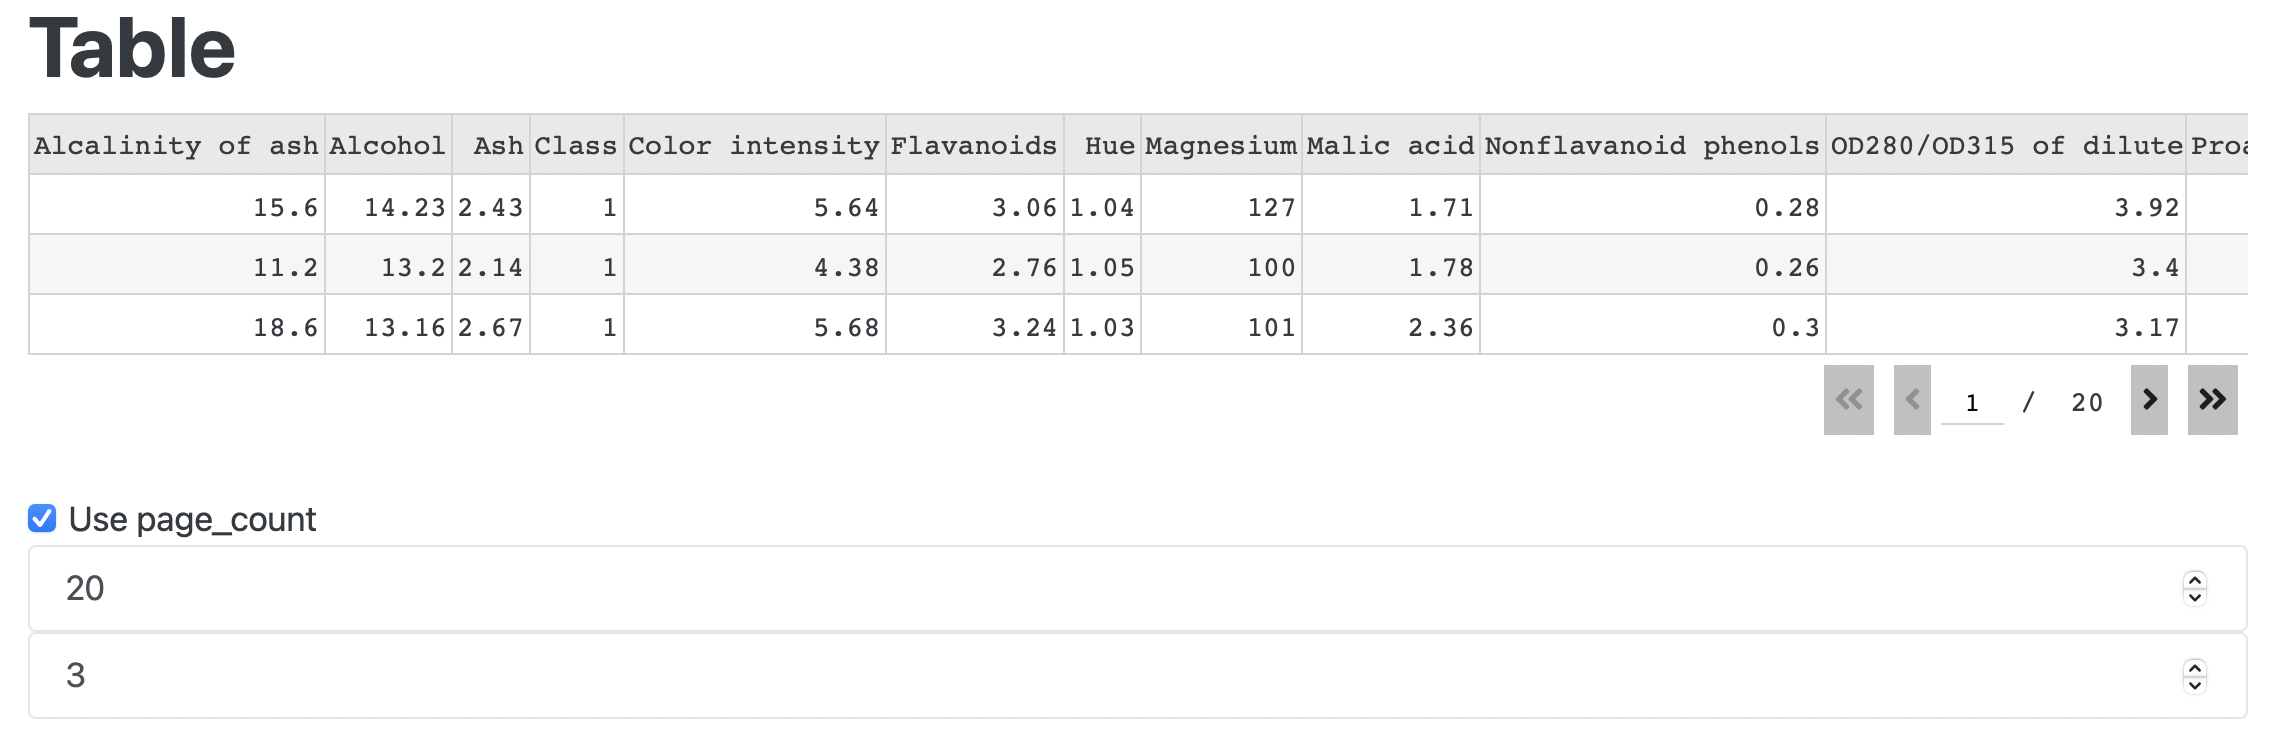 Table
Alcalinity of ash Alcohol Ash Class Color intensity Flavanoids Hue Magnesium Malic acid Nonflavanoid phenols OD280/OD315 of dilute
15.6 14.23 2.43 1 5.64 3.06 1.04 127 1.71 0.28 3.92
11.2 13.2 2.14 1 4.38 2.76 1.05 100 1.78 0.26 3.4
18.6 13.16 2.67 1 5.68 3.24 1.03 101 2.36 0.3 3.17
1 / 20
Use page_count
20
3